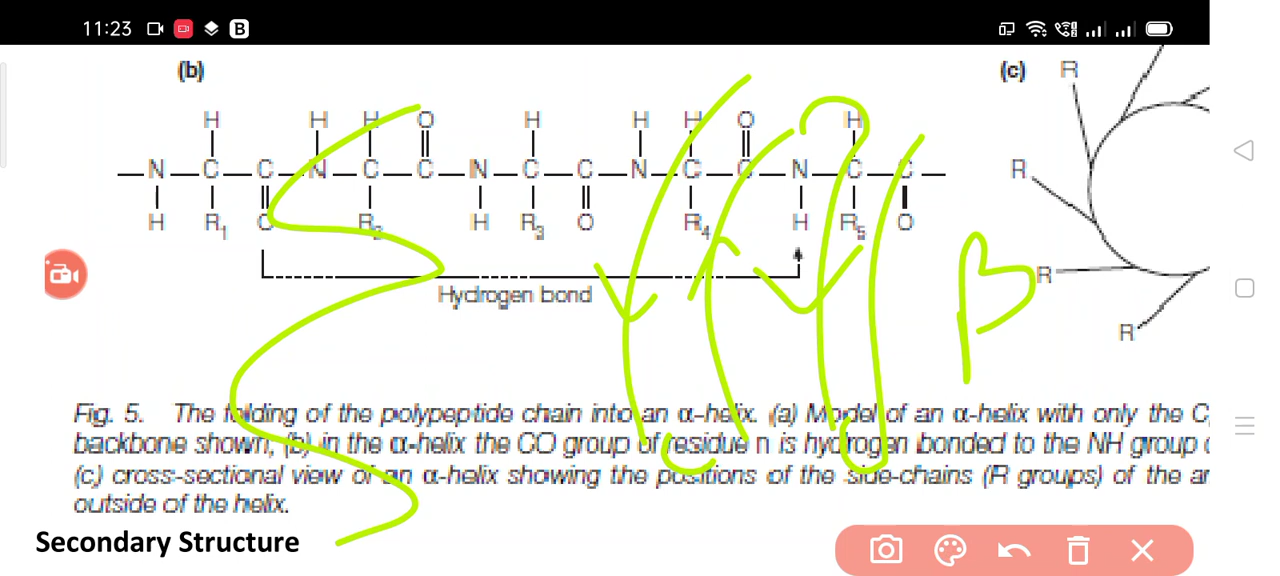 11:23 B
(b) (c) R
H H H O H H H O H
N C C N C C N C C N C C N C C R
H R1 O R2 H R3 O R4 H R5 O
β R
Hydrogen bond
R
Fig. 5. The folding of the polypeptide chain into an α-helix. (a) Model of an α-helix with only the C
backbone shown; (b) in the α-helix the CO group of residue n is hydrogen bonded to the NH group
(c) cross-sectional view of an α-helix showing the positions of the side-chains (R groups) of the
outside of the helix.
Secondary Structure